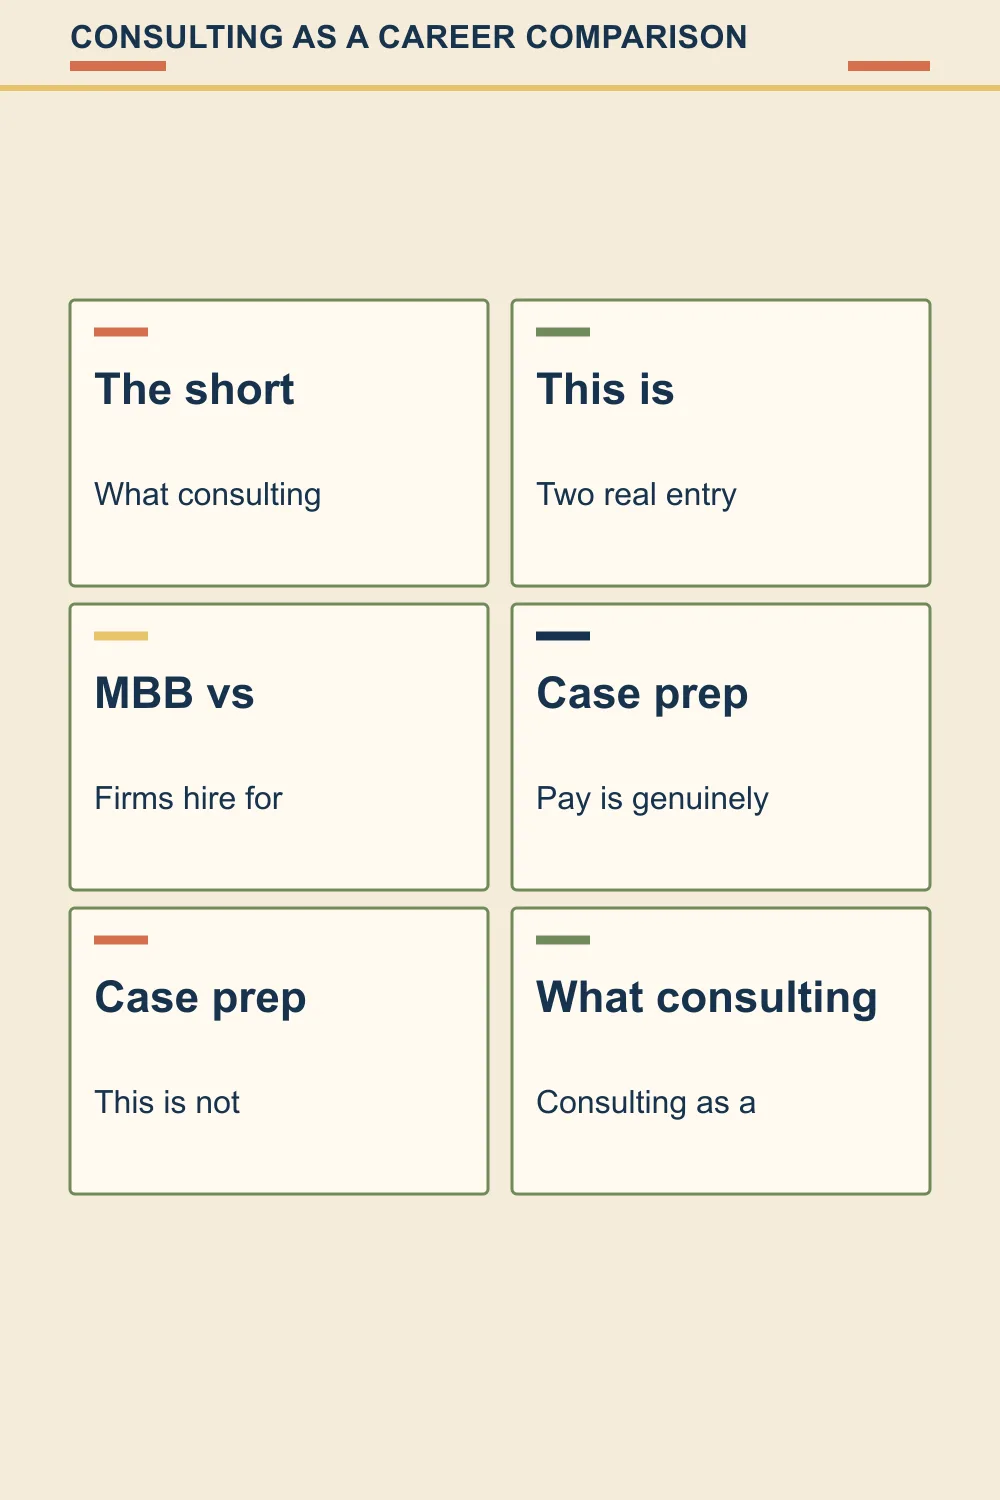 CONSULTING AS A CAREER COMPARISON
The short
What consulting
This is
Two real entry
MBB vs
Firms hire for
Case prep
Pay is genuinely
Case prep
This is not
What consulting
Consulting as a